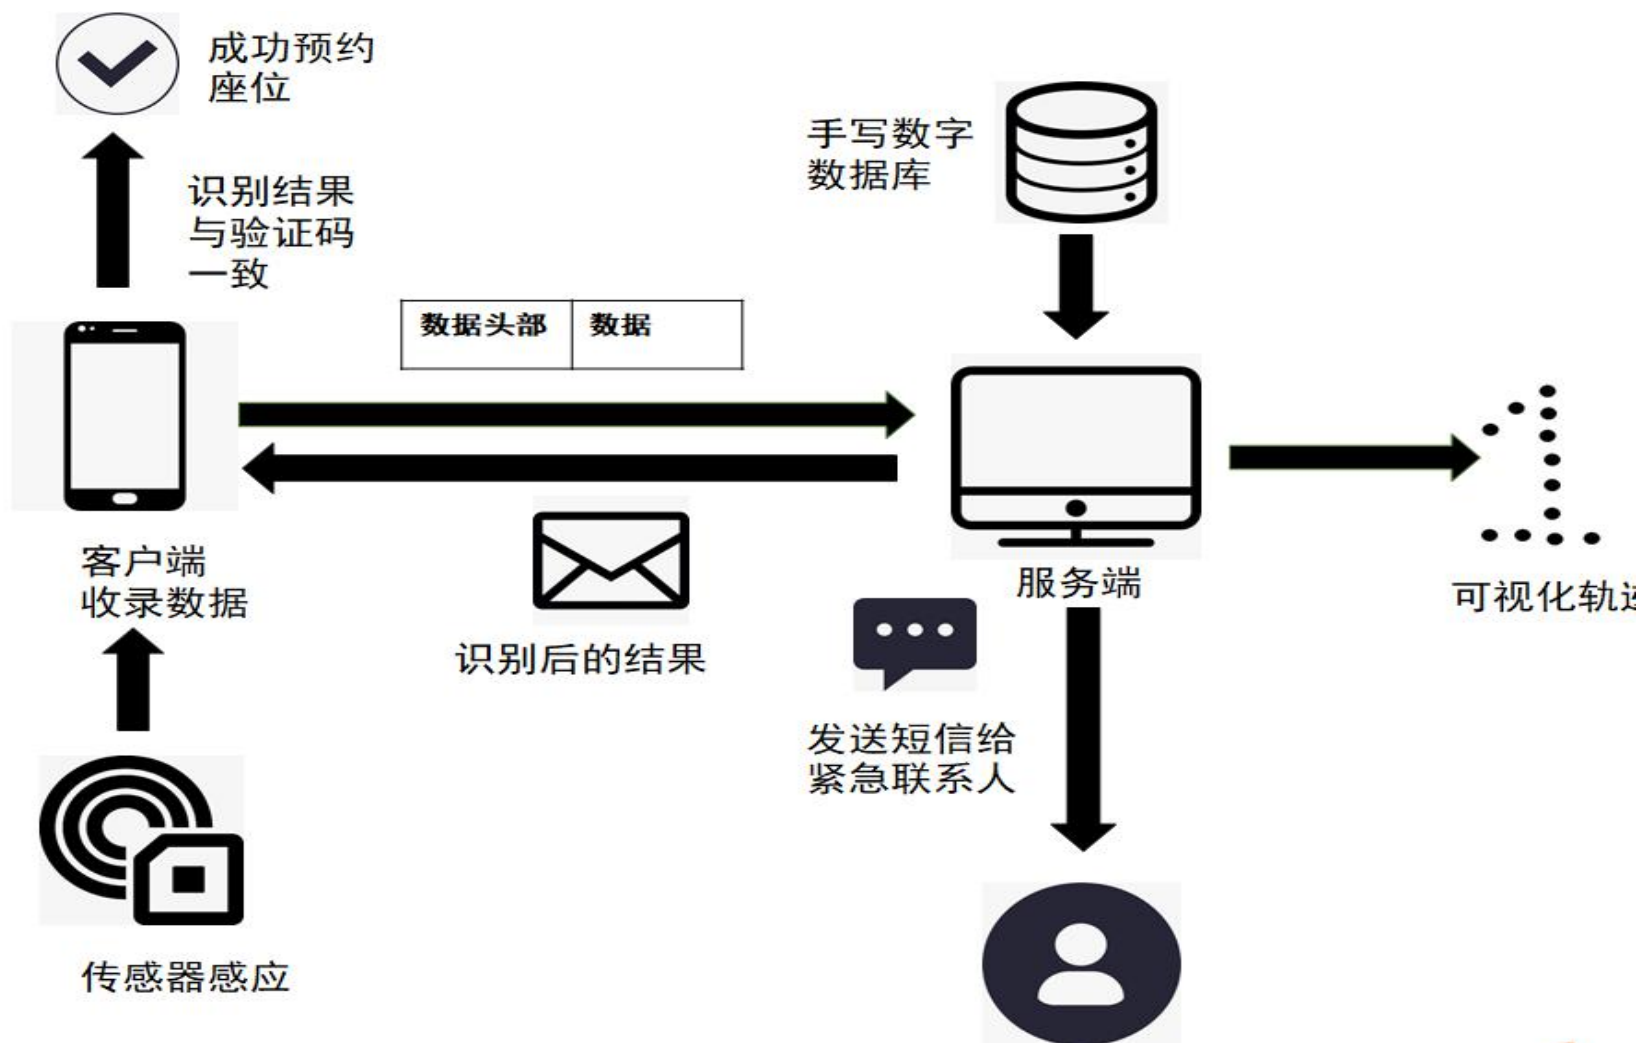 成功预约
座位
手写数字
数据库
识别结果
与验证码
一致
数据头部 数据
客户端
收录数据
服务端
可视化轨
识别后的结果
发送短信给
紧急联系人
传感器感应